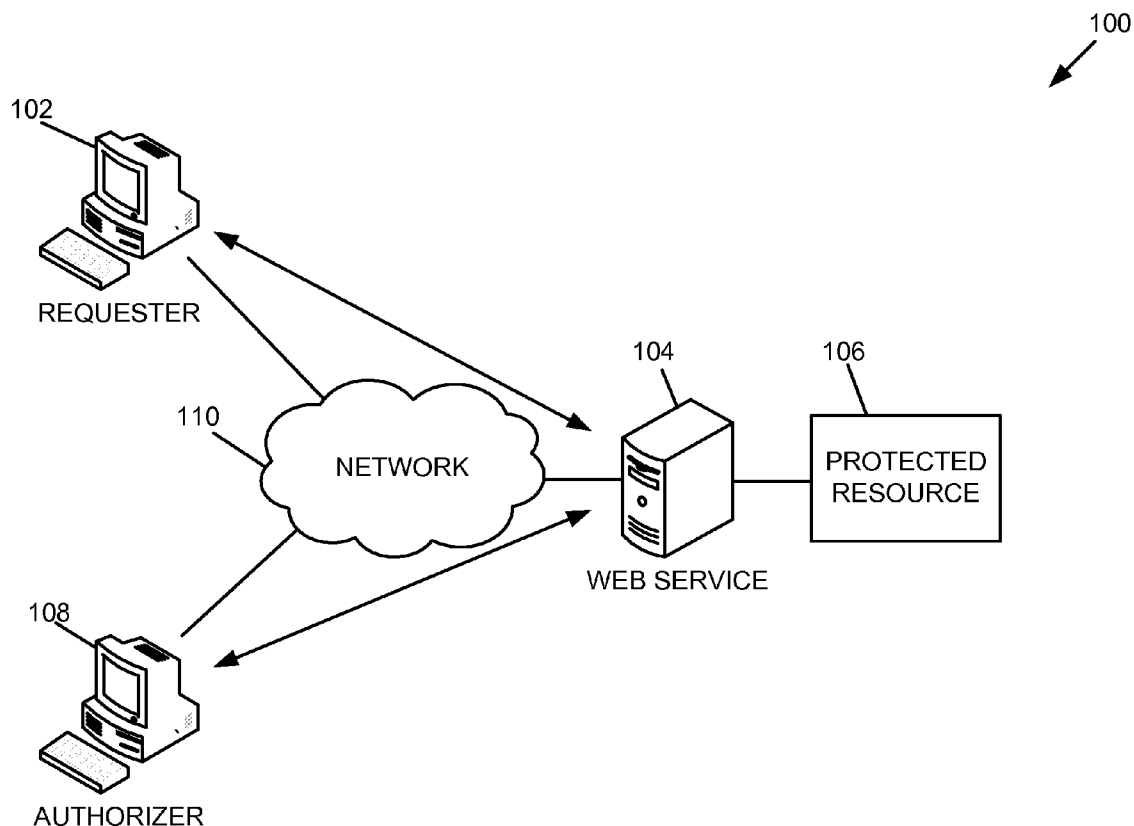 100
102
REQUESTER
104
106
110
NETWORK
PROTECTED
RESOURCE
WEB SERVICE
108
AUTHORIZER